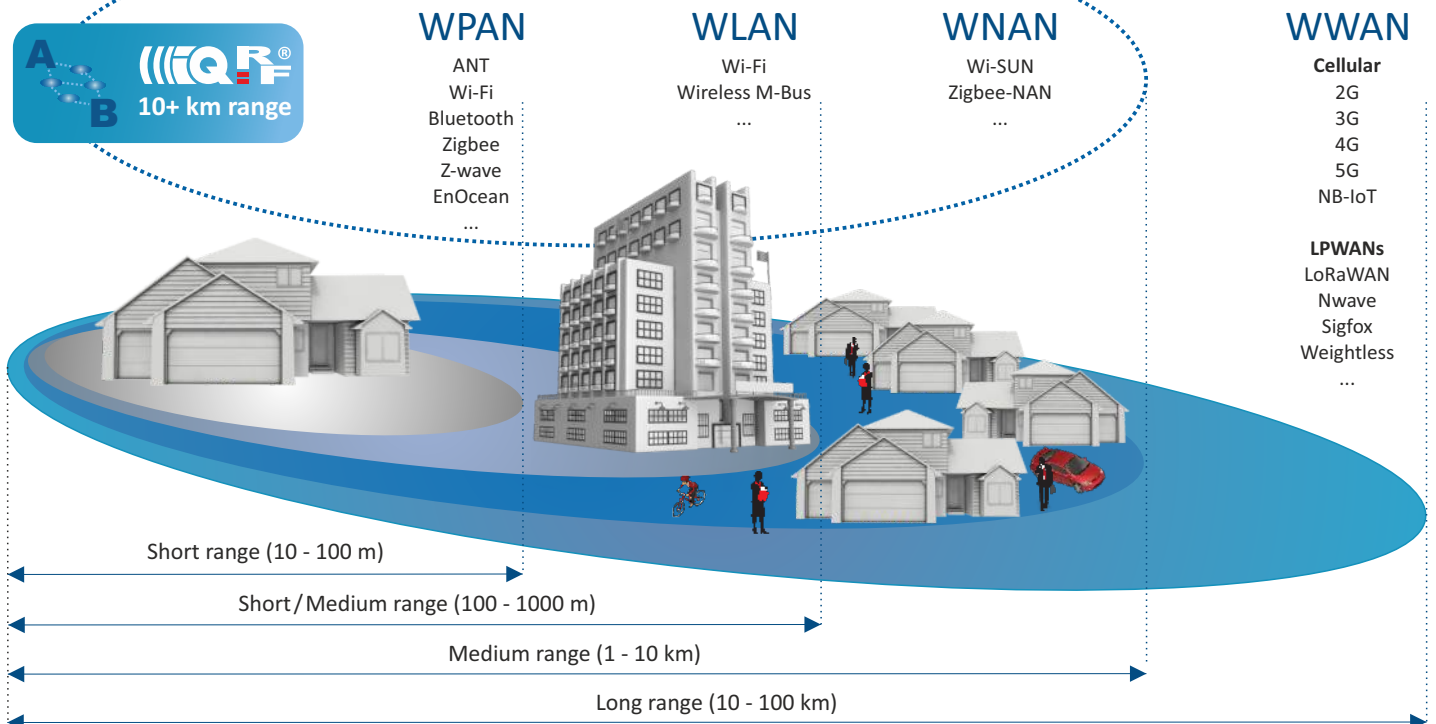 A
B
IQRF®
10+ km range
WPAN
ANT
Wi-Fi
Bluetooth
Zigbee
Z-wave
EnOcean
...
WLAN
Wi-Fi
Wireless M-Bus
...
WNAN
Wi-SUN
Zigbee-NAN
...
WWAN
Cellular
2G
3G
4G
5G
NB-IoT
LPWANs
LoRaWAN
Nwave
Sigfox
Weightless
...
Short range (10 - 100 m)
Short/Medium range (100 - 1000 m)
Medium range (1 - 10 km)
Long range (10 - 100 km)